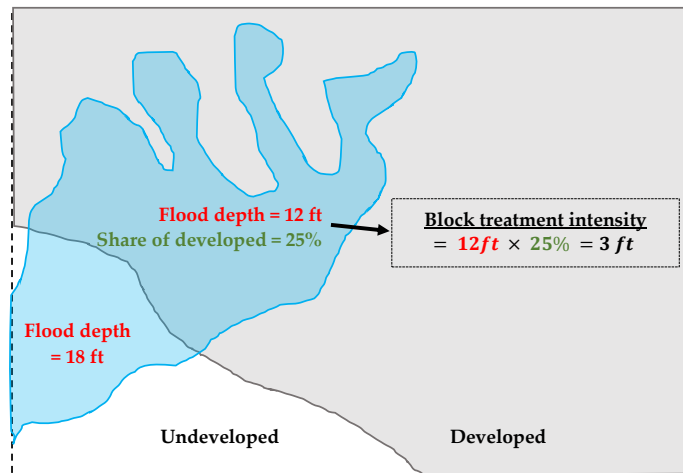 Flood depth = 12 ft
Share of developed = 25%
Block treatment intensity
= 12ft × 25% = 3 ft
Flood depth
= 18 ft
Undeveloped
Developed